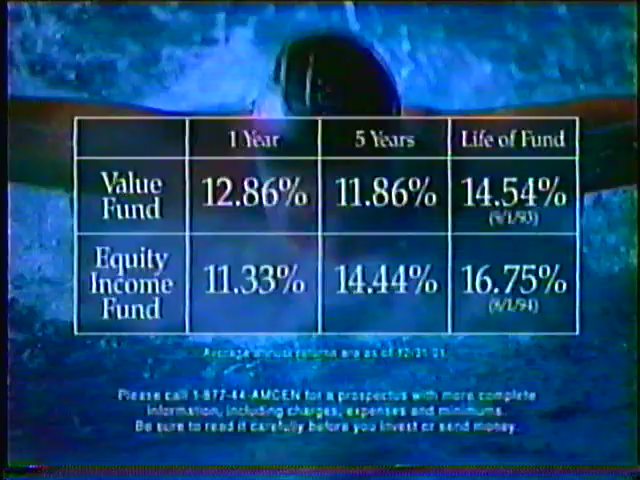 1 Year 5 Years Life of Fund
Value Fund 12.86% 11.86% 14.54% (9/1/93)
Equity Income Fund 11.33% 14.44% 16.75% (8/1/94)
Average annual returns are as of 12/31/01
Please call 1-877-44-AMCEN for a prospectus with more complete
information, including charges, expenses and minimums.
Be sure to read it carefully before you invest or send money.